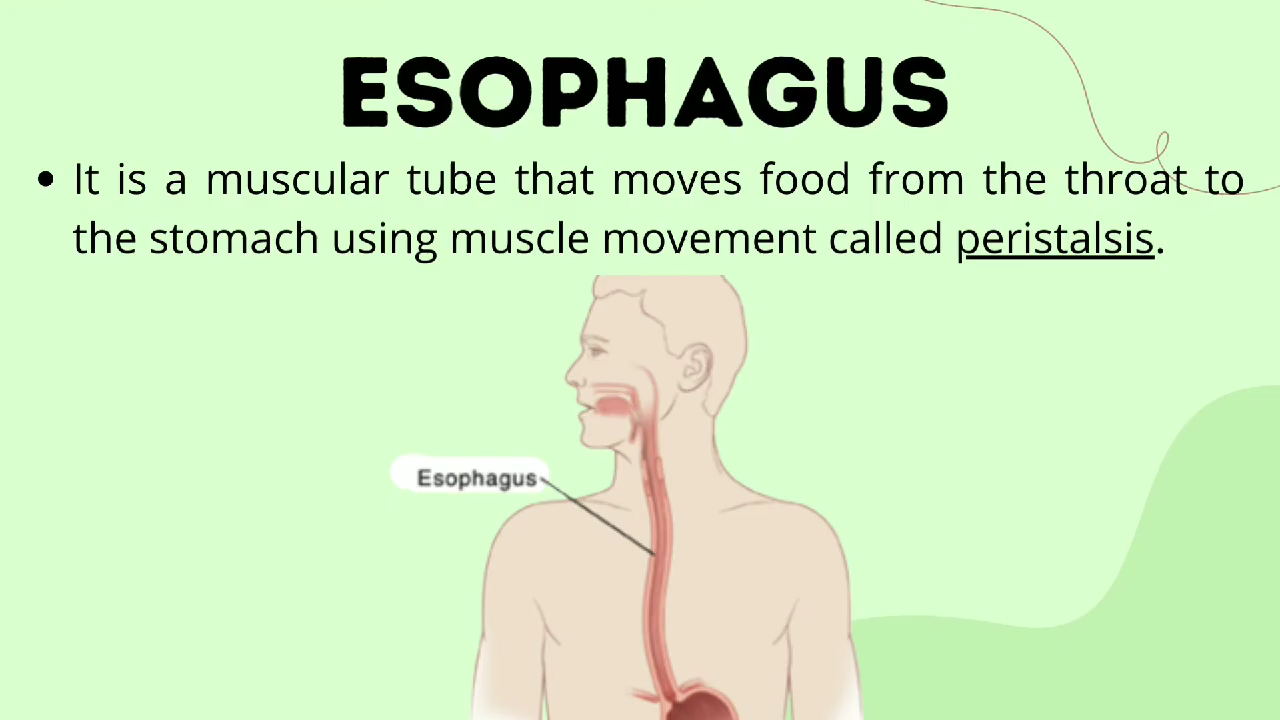 ESOPHAGUS
• It is a muscular tube that moves food from the throat to
the stomach using muscle movement called peristalsis.
Esophagus